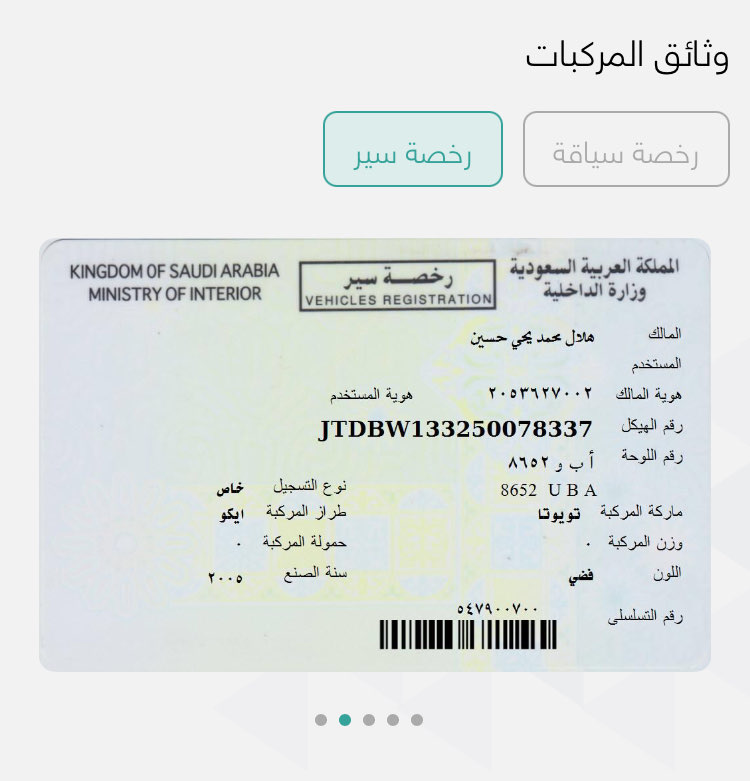 وثائق المركبات
رخصة سياقة
رخصة سير
المملكة العربية السعودية
وزارة الداخلية
رخصة سير
VEHICLES REGISTRATION
KINGDOM OF SAUDI ARABIA
MINISTRY OF INTERIOR
المالك هلال محمد يحي حسين
المستخدم
هوية المالك ٢٠٥٣٦٢٧٠٠٢ هوية المستخدم
رقم الهيكل JTDBW133250078337
رقم اللوحة أ ب و ٨٦٥٢
8652 U B A نوع التسجيل خاص
ماركة المركبة تويوتا طراز المركبة ايكو
وزن المركبة ٠ حمولة المركبة ٠
اللون فضي سنة الصنع ٢٠٠٥
رقم التسلسلى ٥٤٧٩٠٠٧٠٠